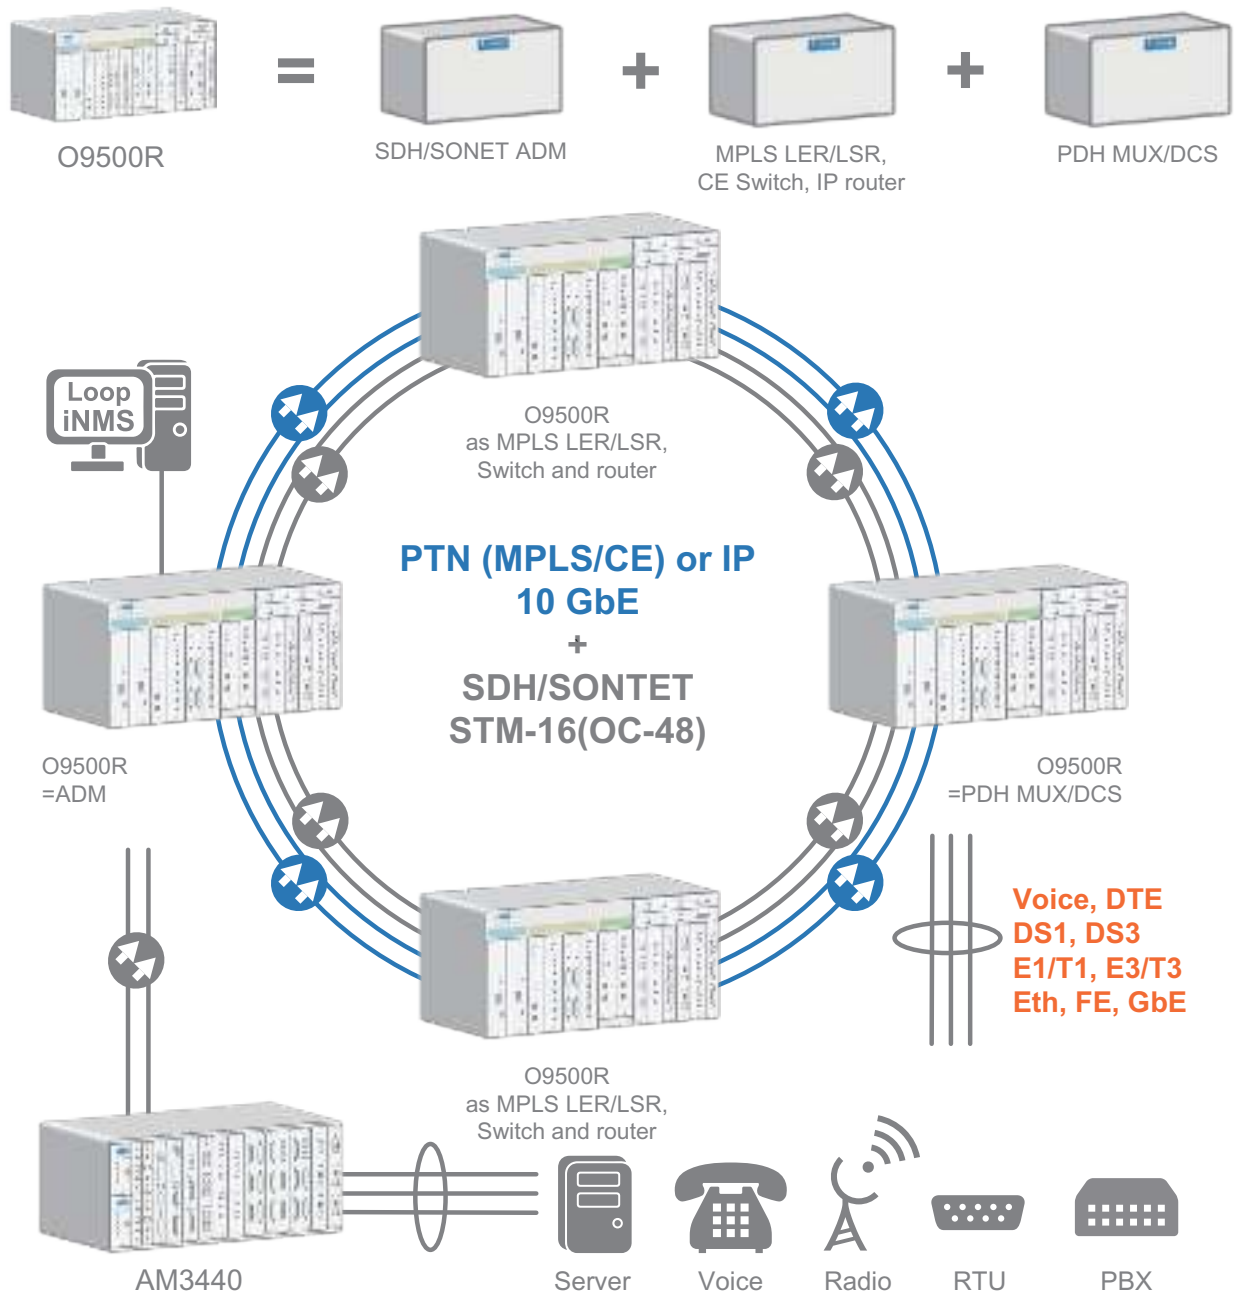 O9500R
SDH/SONET ADM
MPLS LER/LSR,
CE Switch, IP router
PDH MUX/DCS
Loop
iNMS
O9500R
as MPLS LER/LSR,
Switch and router
PTN (MPLS/CE) or IP
10 GbE
+
SDH/SONTET
STM-16(OC-48)
O9500R
=ADM
O9500R
=PDH MUX/DCS
Voice, DTE
DS1, DS3
E1/T1, E3/T3
Eth, FE, GbE
O9500R
as MPLS LER/LSR,
Switch and router
AM3440
Server
Voice
Radio
RTU
PBX